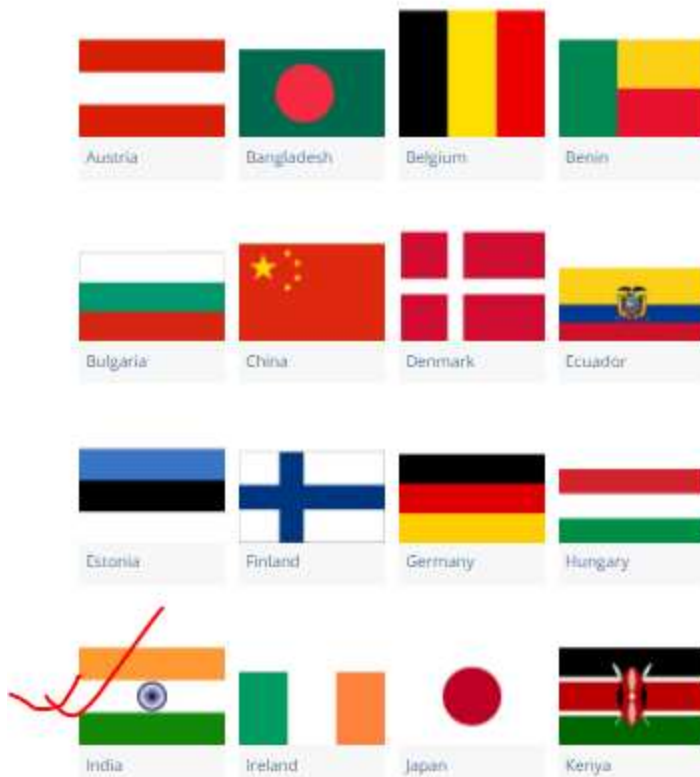 Austria
Bangladesh
Belgium
Benin
Bulgaria
China
Denmark
Ecuador
Estonia
Finland
Germany
Hungary
India
Ireland
Japan
Kenya